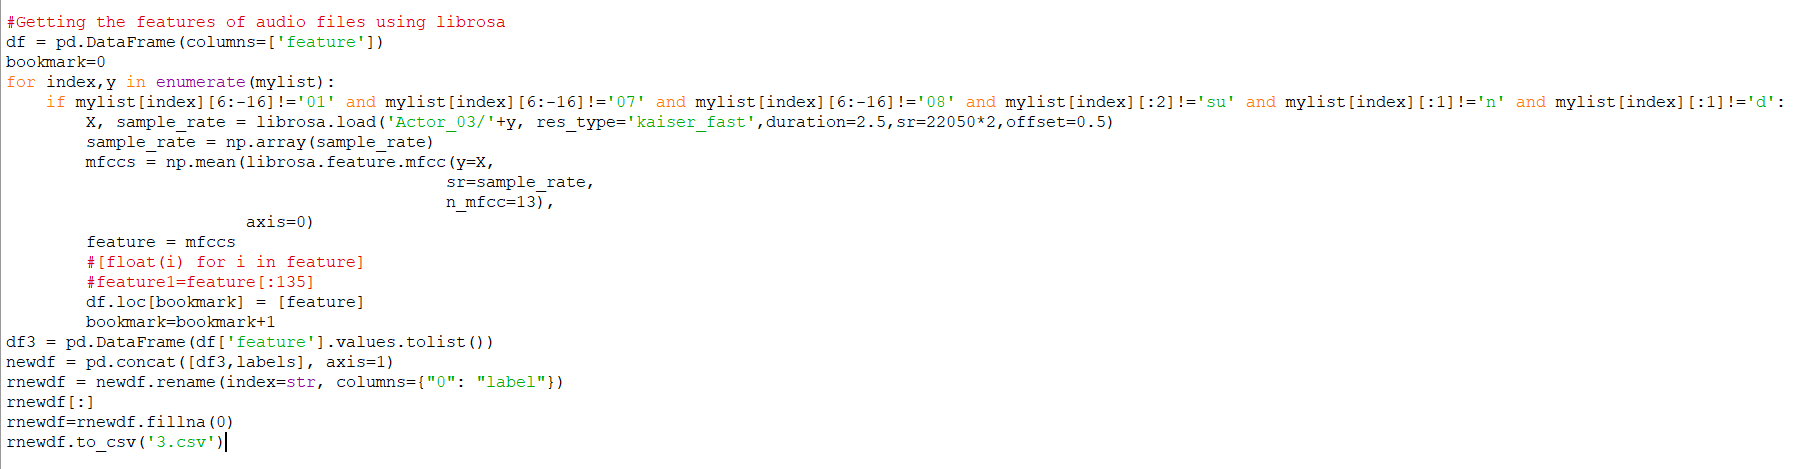 #Getting the features of audio files using librosa
df = pd.DataFrame(columns=['feature'])
bookmark=0
for index,y in enumerate(mylist):
    if mylist[index][6:-16]!='01' and mylist[index][6:-16]!='07' and mylist[index][6:-16]!='08' and mylist[index][:2]!='su' and mylist[index][:1]!='n' and mylist[index][:1]!='d':
        X, sample_rate = librosa.load('Actor_03/'+y, res_type='kaiser_fast',duration=2.5,sr=22050*2,offset=0.5)
        sample_rate = np.array(sample_rate)
        mfccs = np.mean(librosa.feature.mfcc(y=X,
                                            sr=sample_rate,
                                            n_mfcc=13),
                        axis=0)
        feature = mfccs
        #[float(i) for i in feature]
        #feature1=feature[:135]
        df.loc[bookmark] = [feature]
        bookmark=bookmark+1
df3 = pd.DataFrame(df['feature'].values.tolist())
newdf = pd.concat([df3,labels], axis=1)
rnewdf = newdf.rename(index=str, columns={"0": "label"})
rnewdf[:]
rnewdf=rnewdf.fillna(0)
rnewdf.to_csv('3.csv')